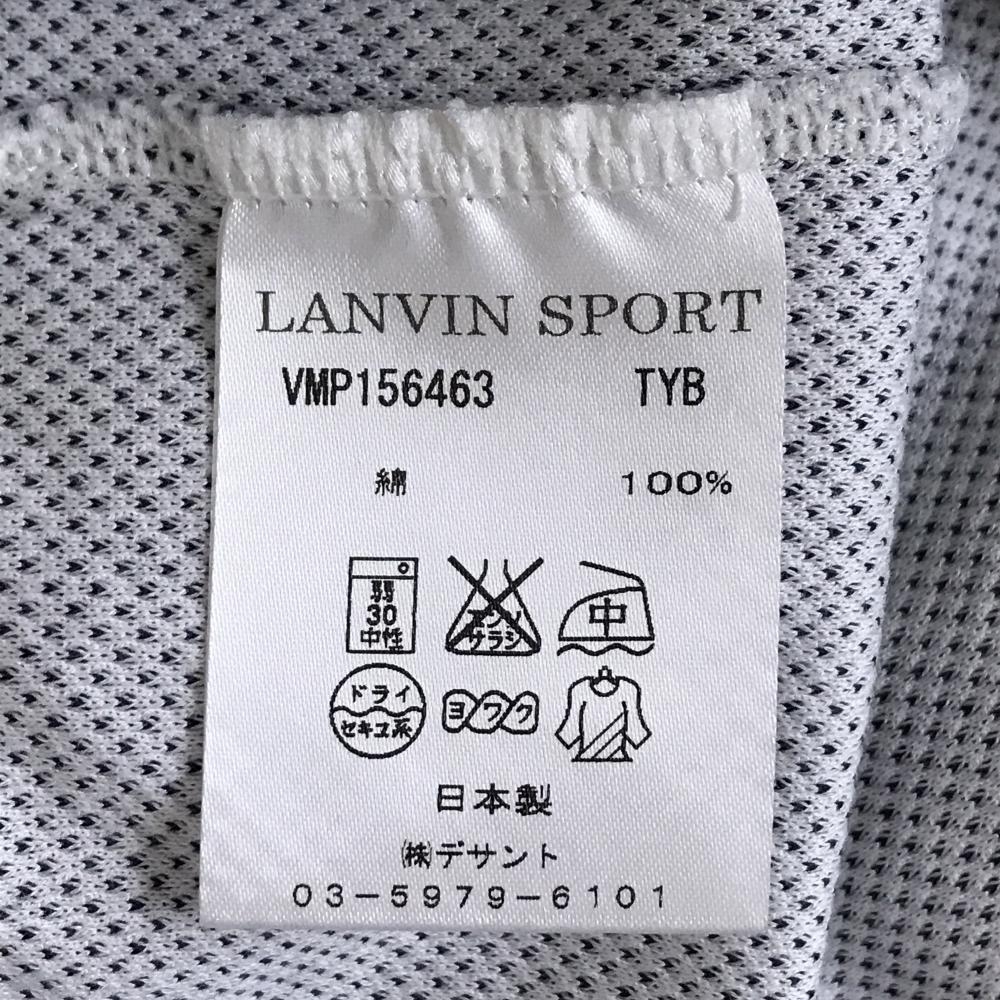 LANVIN SPORT
VMP156463 TYB
綿 100%
弱
30
中性
エンソ
サラシ
中
ドライ
セキユ系
ヨワク
日本製
㈱デサント
03-5979-6101